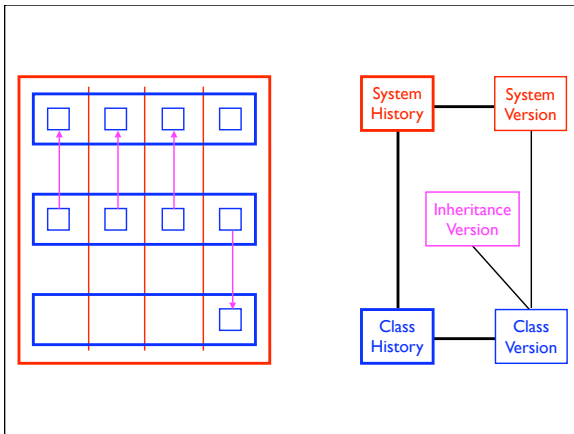 System
History
System
Version
Inheritance
Version
Class
History
Class
Version